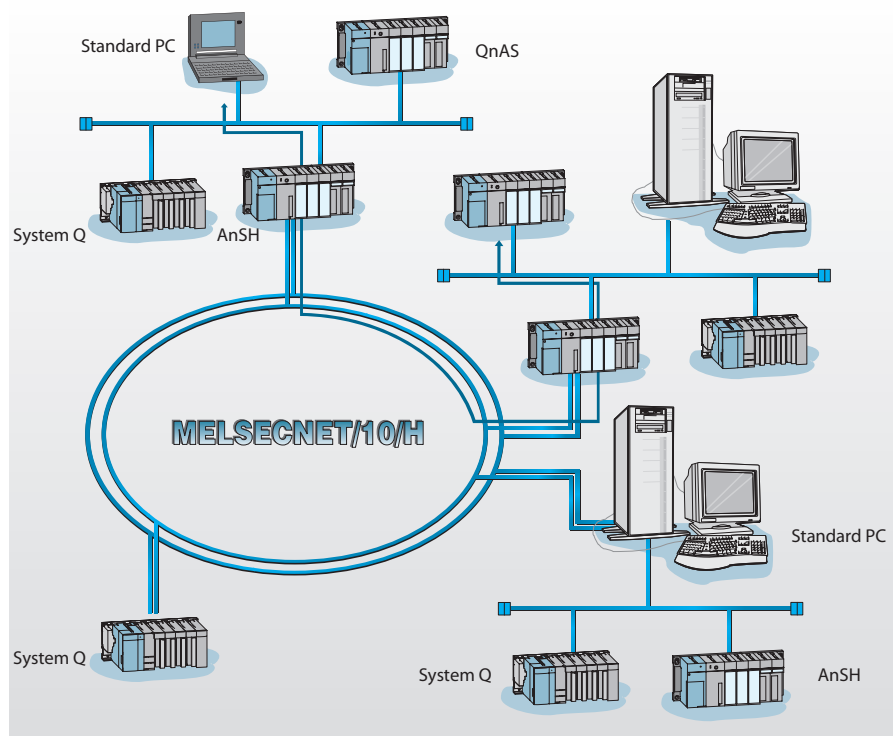 Standard PC
QnAS
System Q
AnSH
MELSECNET/10/H
Standard PC
System Q
System Q
AnSH